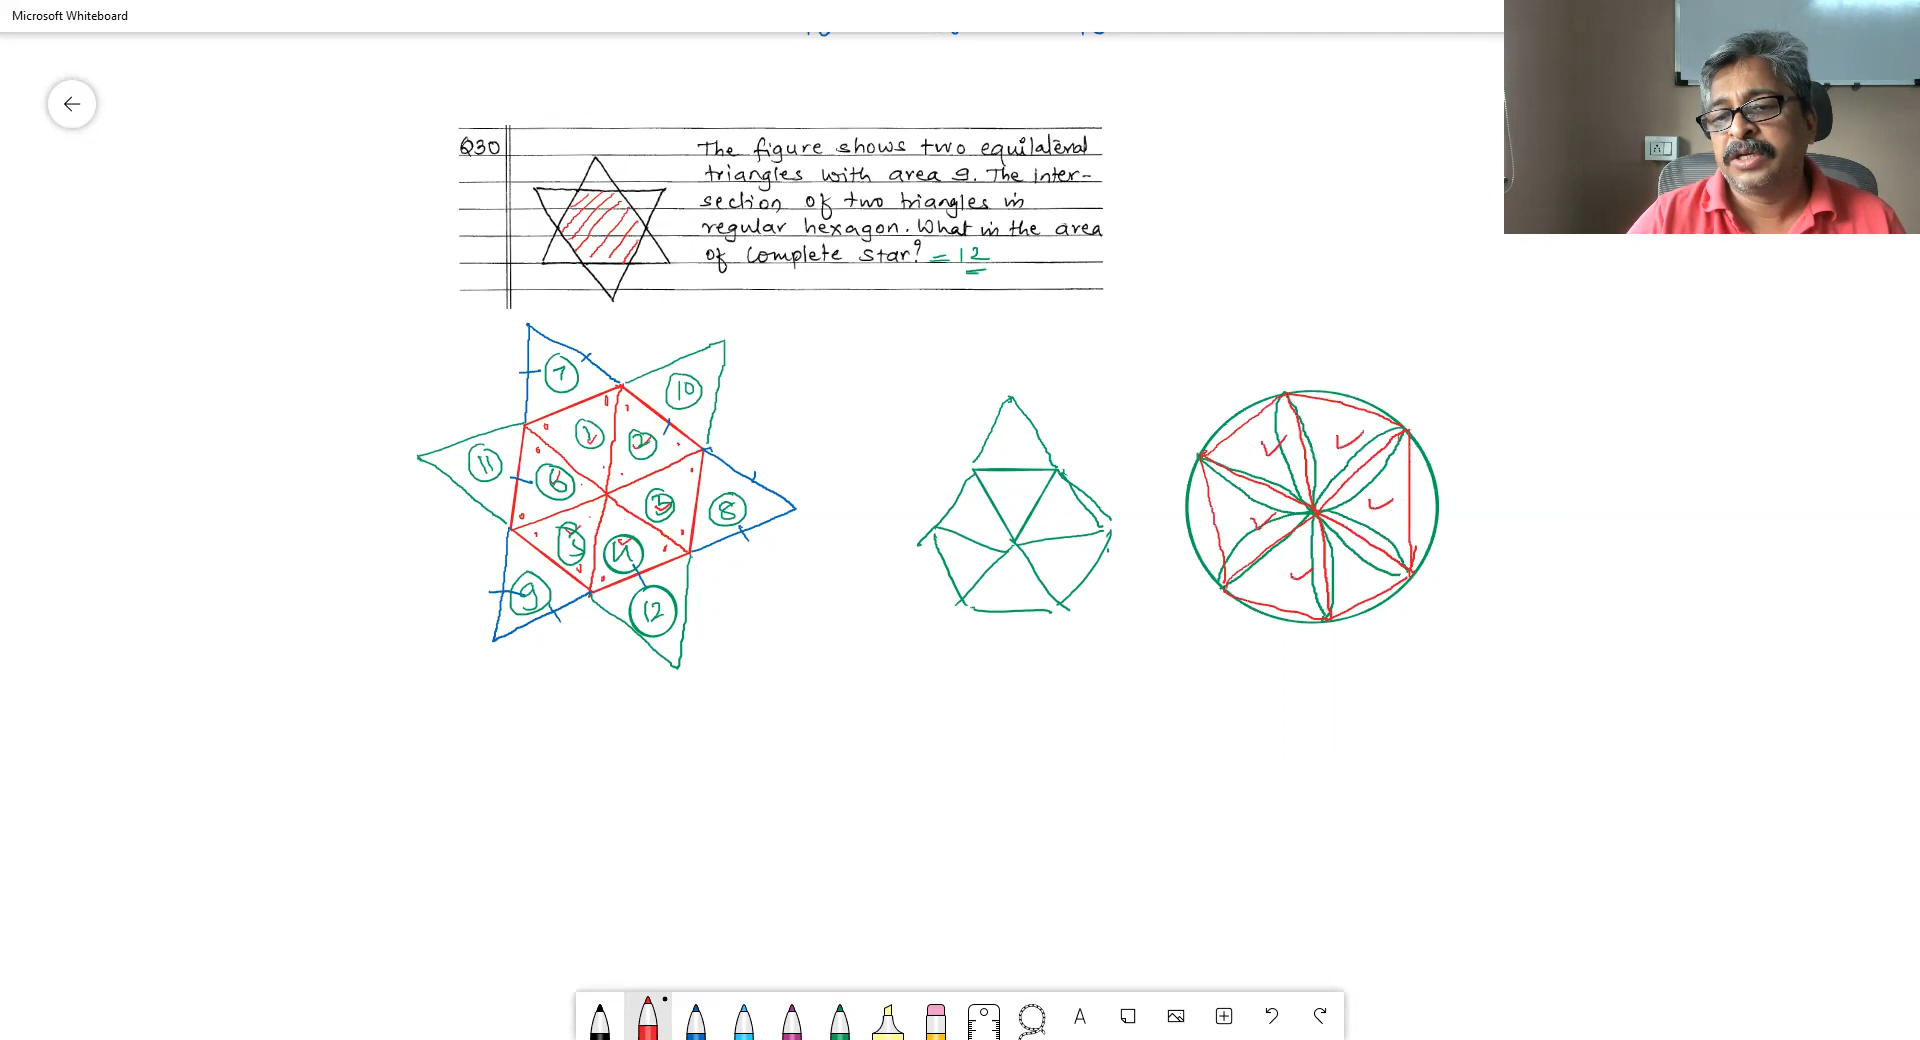 Microsoft Whiteboard
Q30
The figure shows two equilateral
triangles with area 9. The inter-
section of two triangles is
regular hexagon. What is the area
of complete star? = 12
7
10
1
2
11
6
3
8
5
4
9
12
A